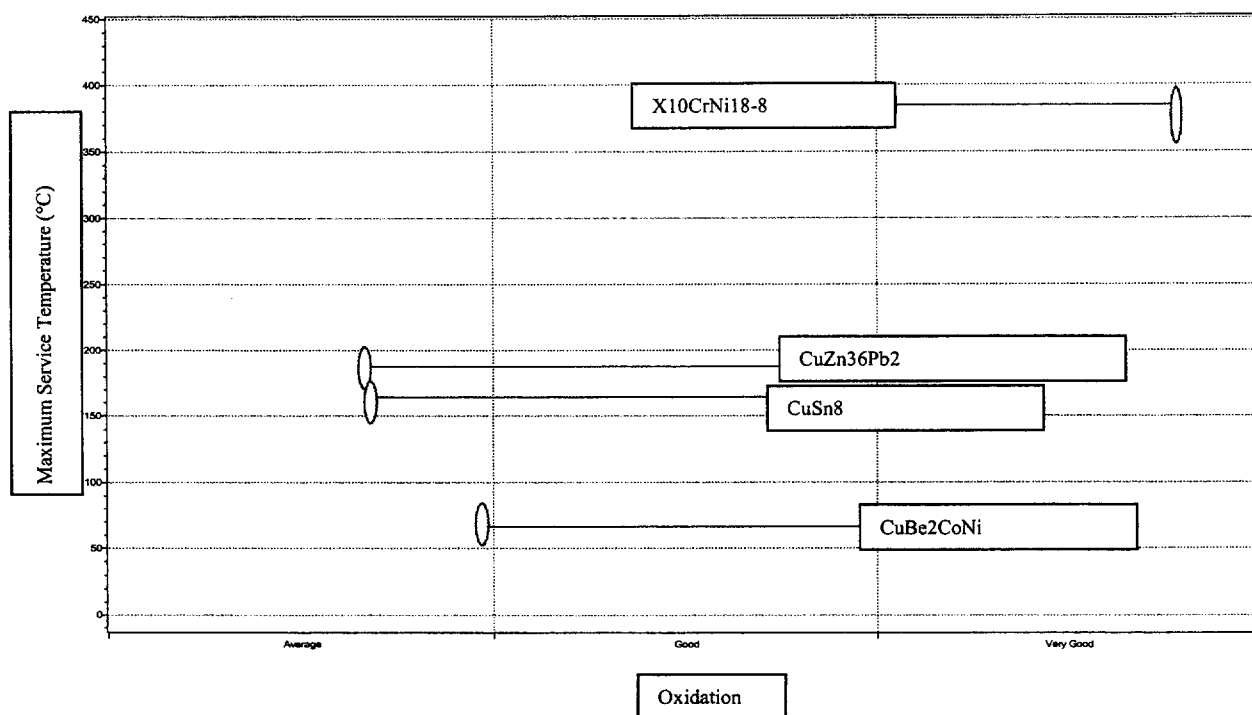 450
400
350
300
250
200
150
100
50
0
Maximum Service Temperature (°C)
X10CrNi18-8
CuZn36Pb2
CuSn8
CuBe2CoNi
Average
Good
Very Good
Oxidation